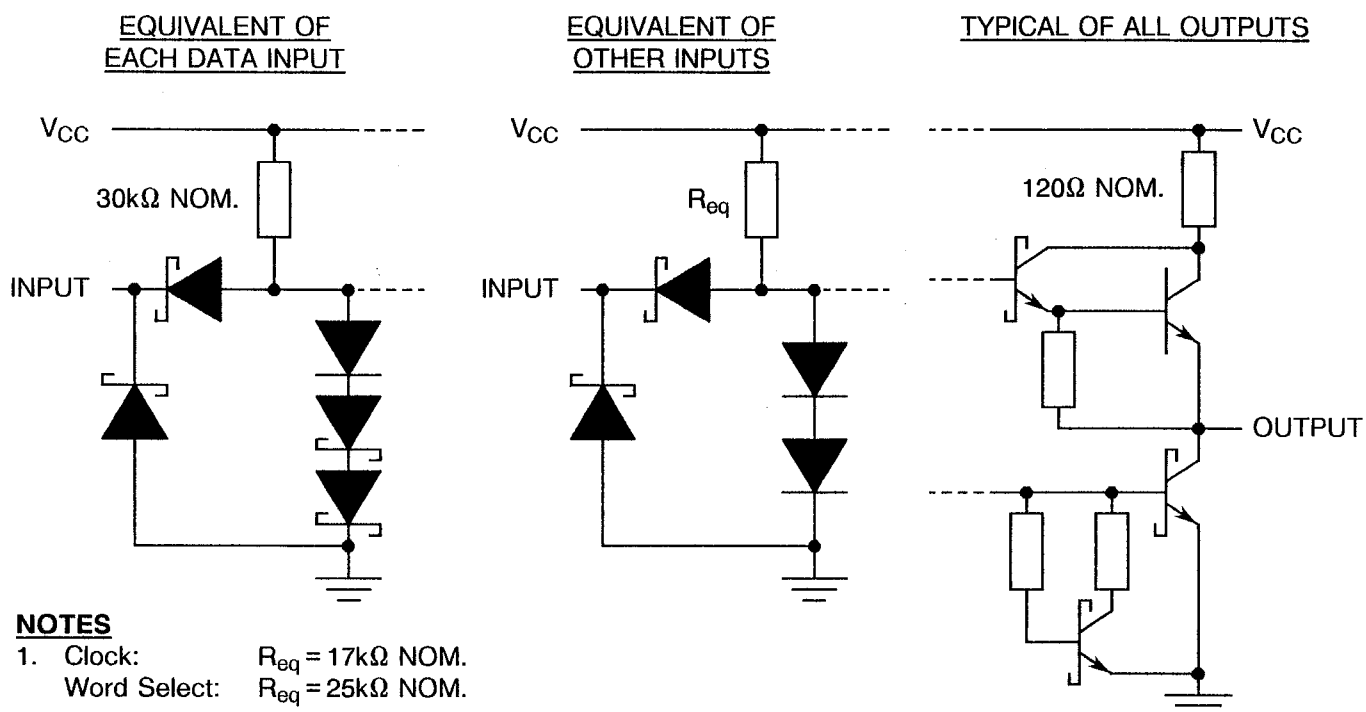 EQUIVALENT OF
EACH DATA INPUT
EQUIVALENT OF
OTHER INPUTS
TYPICAL OF ALL OUTPUTS
VCC
30kΩ NOM.
INPUT
VCC
Req
INPUT
VCC
120Ω NOM.
OUTPUT
NOTES
1. Clock: Req = 17kΩ NOM.
Word Select: Req = 25kΩ NOM.